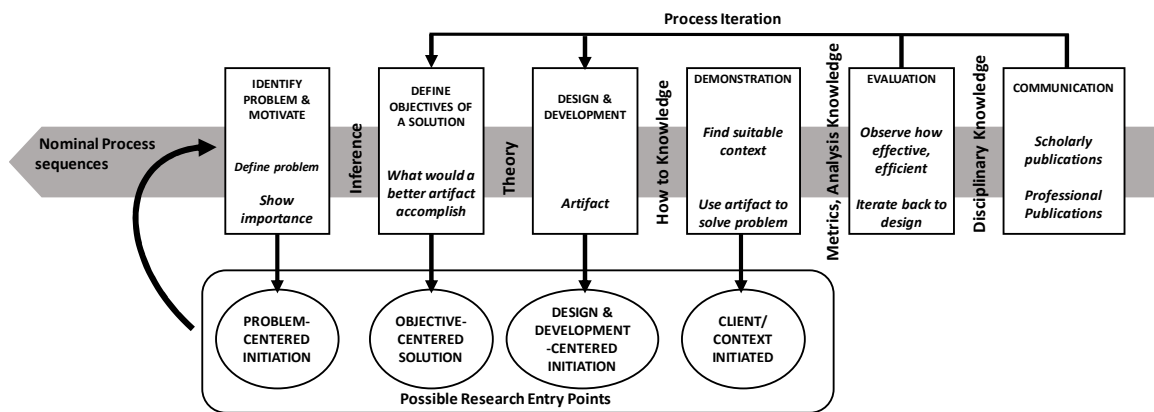 Process Iteration
Nominal Process
sequences
IDENTIFY
PROBLEM &
MOTIVATE
Define problem
Show
importance
Inference
DEFINE
OBJECTIVES OF
A SOLUTION
What would a
better artifact
accomplish
Theory
DESIGN &
DEVELOPMENT
Artifact
How to Knowledge
DEMONSTRATION
Find suitable
context
Use artifact to
solve problem
Metrics, Analysis Knowledge
EVALUATION
Observe how
effective,
efficient
Iterate back to
design
Disciplinary Knowledge
COMMUNICATION
Scholarly
publications
Professional
Publications
PROBLEM-
CENTERED
INITIATION
OBJECTIVE-
CENTERED
SOLUTION
DESIGN &
DEVELOPMENT
-CENTERED
INITIATION
CLIENT/
CONTEXT
INITIATED
Possible Research Entry Points